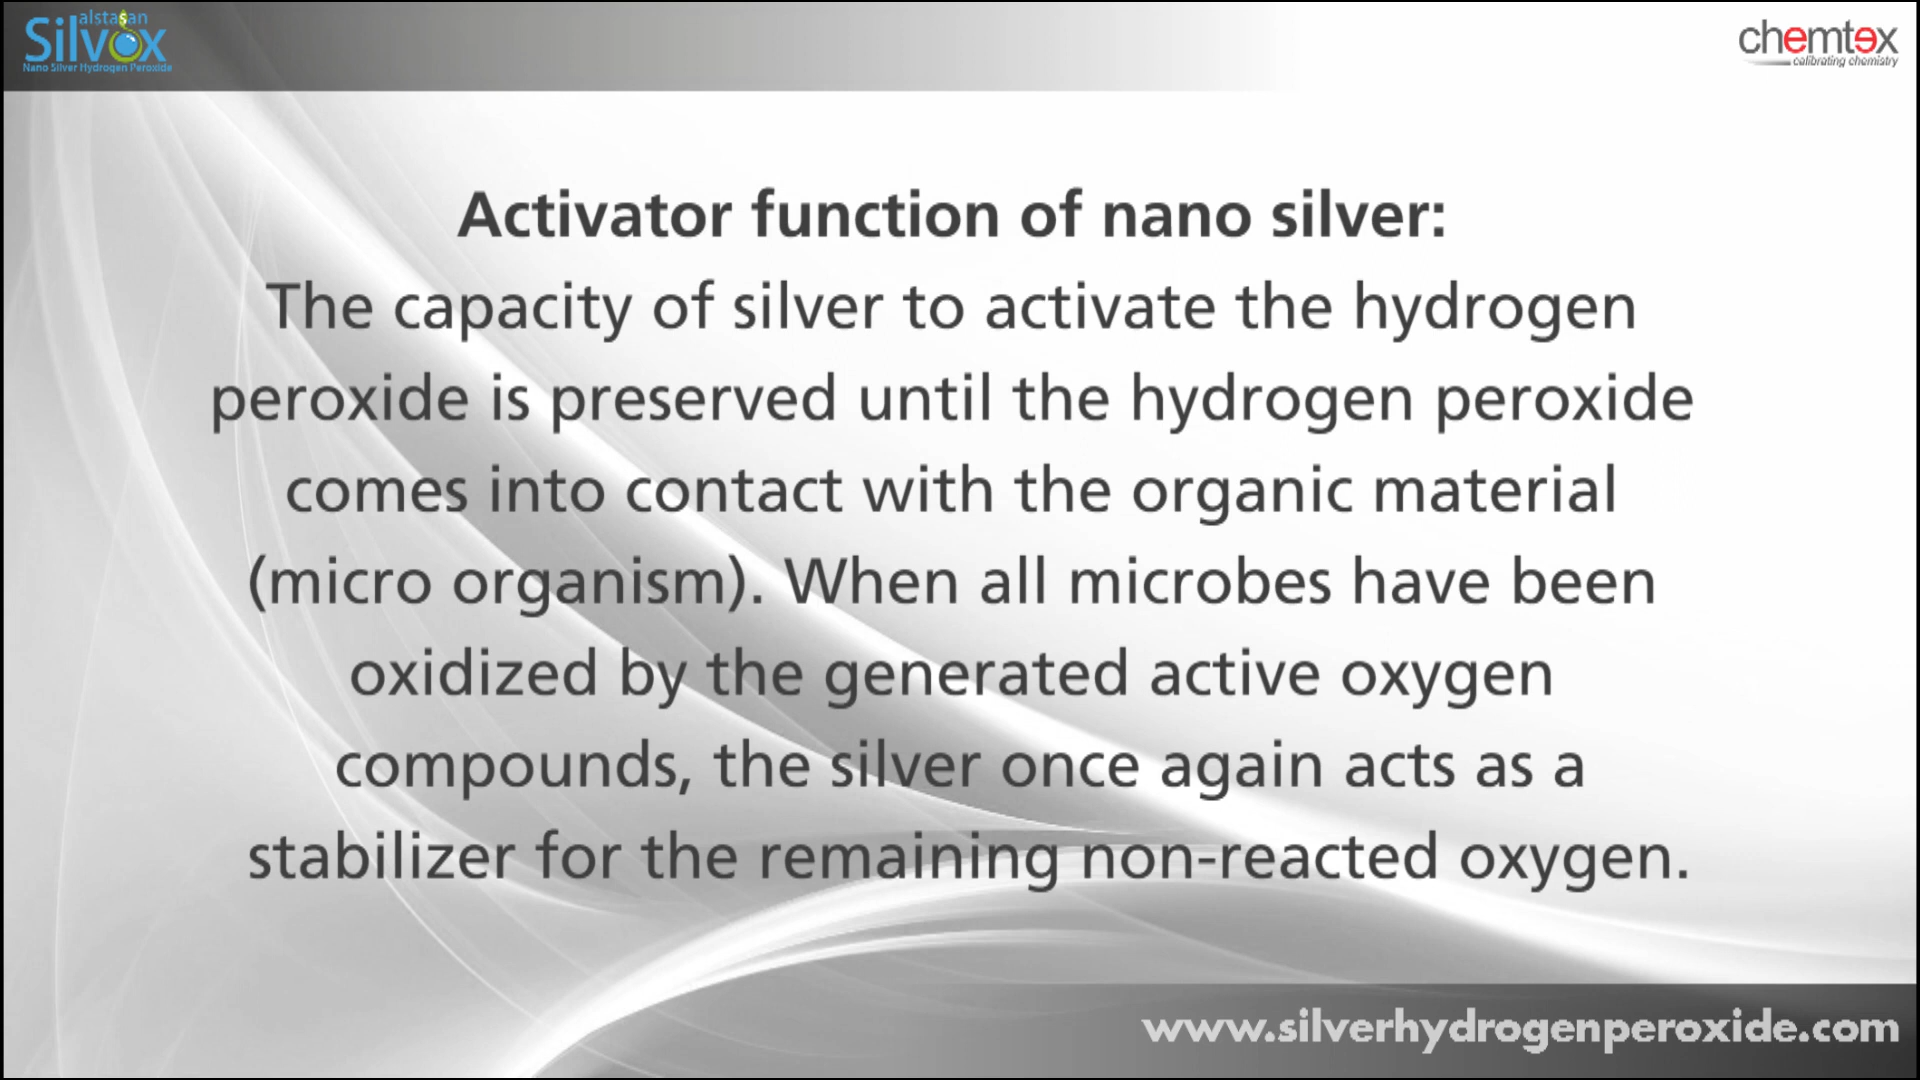 alstasan
Silvox
Nano Silver Hydrogen Peroxide
chemtex
calibrating chemistry
Activator function of nano silver:
The capacity of silver to activate the hydrogen
peroxide is preserved until the hydrogen peroxide
comes into contact with the organic material
(micro organism). When all microbes have been
oxidized by the generated active oxygen
compounds, the silver once again acts as a
stabilizer for the remaining non-reacted oxygen.
www.silverhydrogenperoxide.com